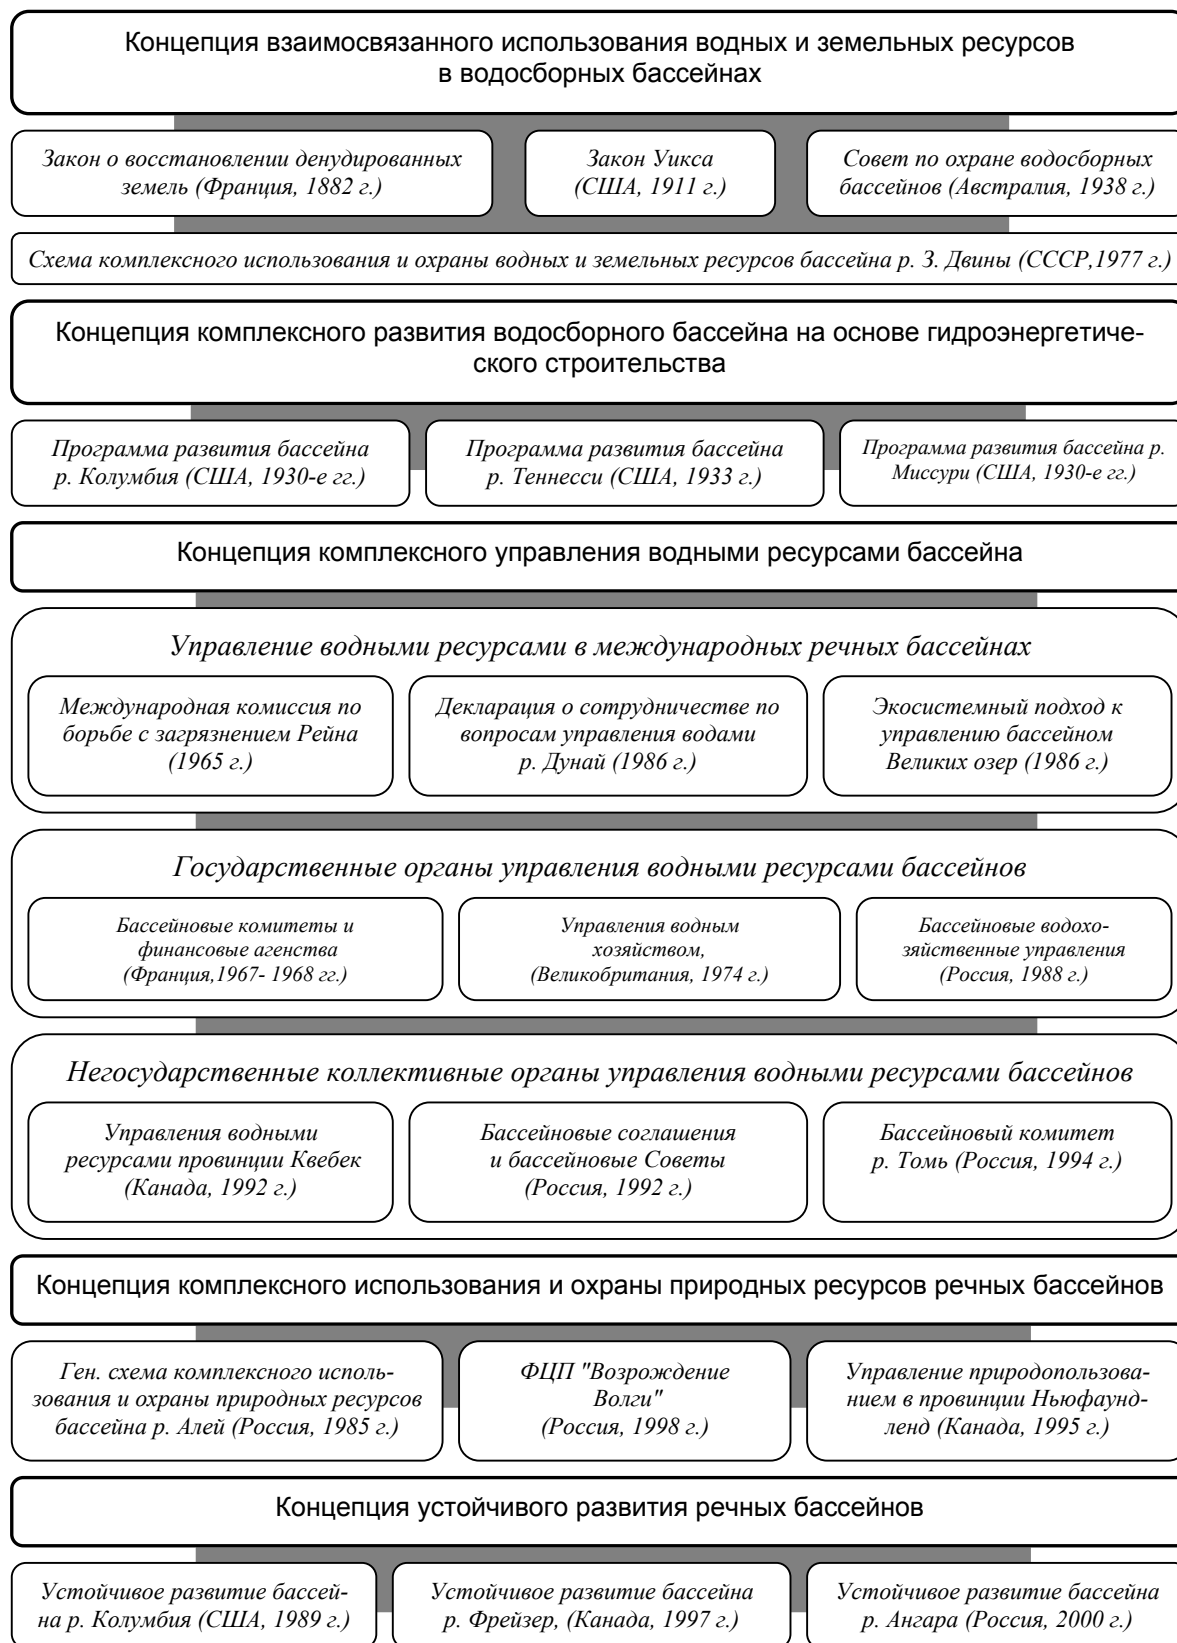 Концепция взаимосвязанного использования водных и земельных ресурсов
в водосборных бассейнах
Закон о восстановлении денудированных
земель (Франция, 1882 г.)
Закон Уикса
(США, 1911 г.)
Совет по охране водосборных
бассейнов (Австралия, 1938 г.)
Схема комплексного использования и охраны водных и земельных ресурсов бассейна р. З. Двины (СССР,1977 г.)
Концепция комплексного развития водосборного бассейна на основе гидроэнергетиче-
ского строительства
Программа развития бассейна
р. Колумбия (США, 1930-е гг.)
Программа развития бассейна
р. Теннесси (США, 1933 г.)
Программа развития бассейна р.
Миссури (США, 1930-е гг.)
Концепция комплексного управления водными ресурсами бассейна
Управление водными ресурсами в международных речных бассейнах
Международная комиссия по
борьбе с загрязнением Рейна
(1965 г.)
Декларация о сотрудничестве по
вопросам управления водами
р. Дунай (1986 г.)
Экосистемный подход к
управлению бассейном
Великих озер (1986 г.)
Государственные органы управления водными ресурсами бассейнов
Бассейновые комитеты и
финансовые агенства
(Франция,1967- 1968 гг.)
Управления водным
хозяйством,
(Великобритания, 1974 г.)
Бассейновые водохо-
зяйственные управления
(Россия, 1988 г.)
Негосударственные коллективные органы управления водными ресурсами бассейнов
Управления водными
ресурсами провинции Квебек
(Канада, 1992 г.)
Бассейновые соглашения
и бассейновые Советы
(Россия, 1992 г.)
Бассейновый комитет
р. Томь (Россия, 1994 г.)
Концепция комплексного использования и охраны природных ресурсов речных бассейнов
Ген. схема комплексного исполь-
зования и охраны природных ресурсов
бассейна р. Алей (Россия, 1985 г.)
ФЦП "Возрождение
Волги"
(Россия, 1998 г.)
Управление природопользова-
нием в провинции Ньюфаунд-
ленд (Канада, 1995 г.)
Концепция устойчивого развития речных бассейнов
Устойчивое развитие бассей-
на р. Колумбия (США, 1989 г.)
Устойчивое развитие бассейна
р. Фрейзер, (Канада, 1997 г.)
Устойчивое развитие бассейна
р. Ангара (Россия, 2000 г.)